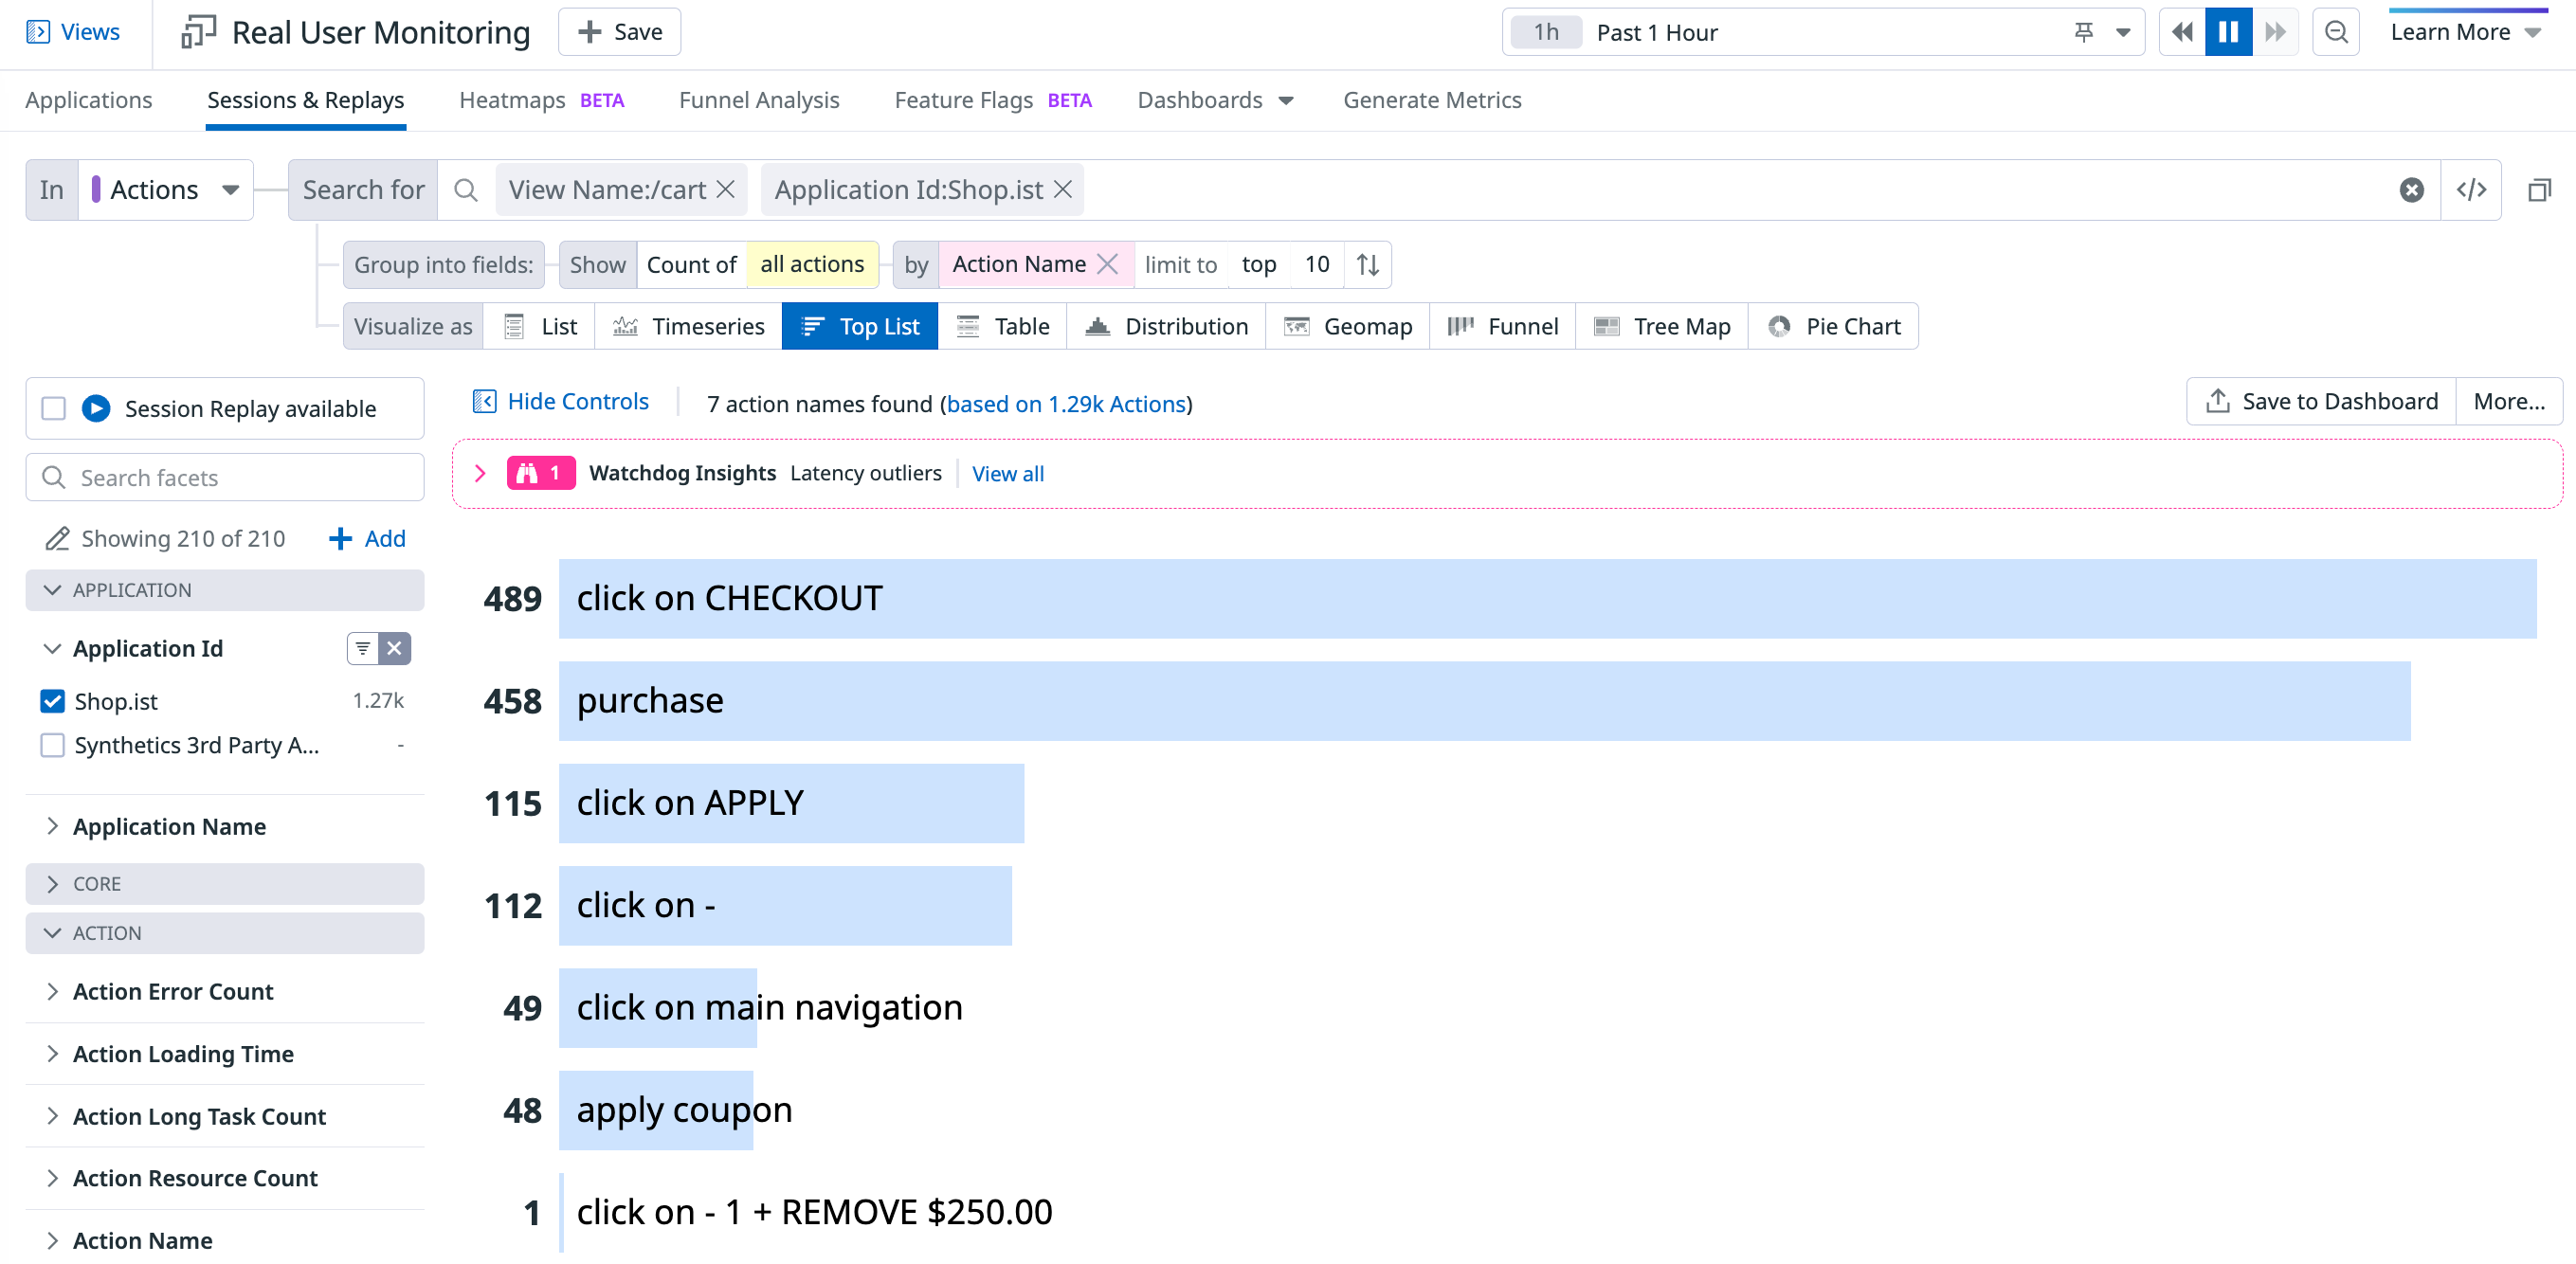 Views
Real User Monitoring
Save
1h Past 1 Hour
Learn More
Applications Sessions & Replays Heatmaps BETA Funnel Analysis Feature Flags BETA Dashboards Generate Metrics
In Actions Search for View Name:/cart Application Id:Shop.ist </>
Group into fields: Show Count of all actions by Action Name limit to top 10
Visualize as List Timeseries Top List Table Distribution Geomap Funnel Tree Map Pie Chart
Session Replay available
Hide Controls 7 action names found (based on 1.29k Actions)
Save to Dashboard More...
Search facets
1 Watchdog Insights Latency outliers View all
Showing 210 of 210 Add
APPLICATION
Application Id
Shop.ist 1.27k
Synthetics 3rd Party A... -
Application Name
CORE
ACTION
Action Error Count
Action Loading Time
Action Long Task Count
Action Resource Count
Action Name
489 click on CHECKOUT
458 purchase
115 click on APPLY
112 click on -
49 click on main navigation
48 apply coupon
1 click on - 1 + REMOVE $250.00